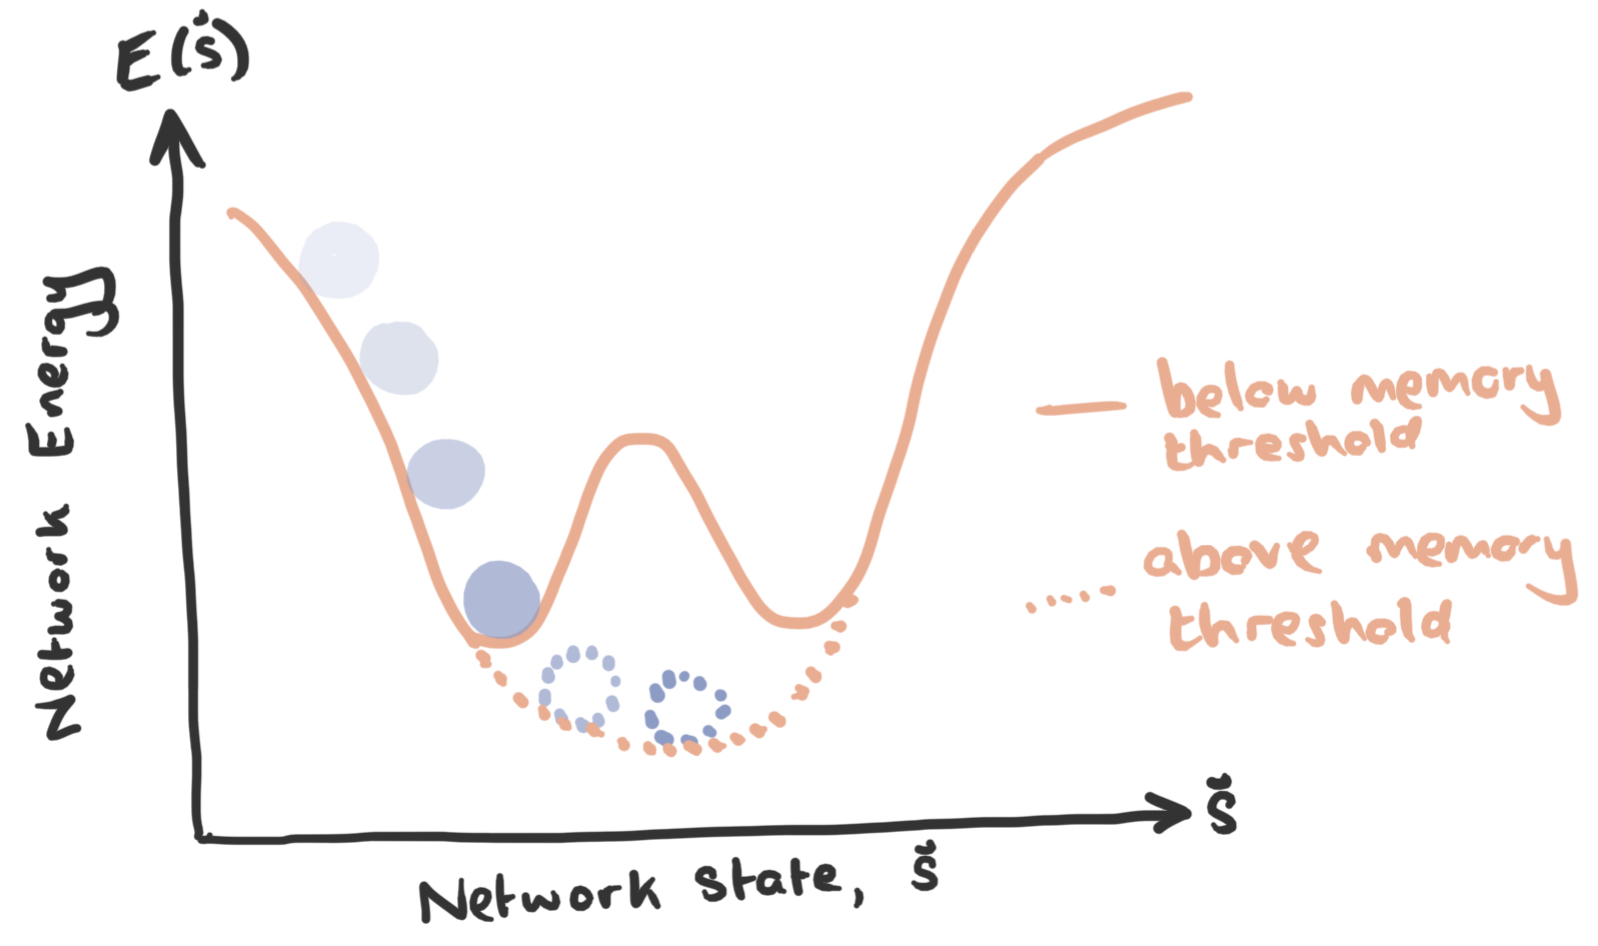 E(š)
Network Energy
below memory
threshold
above memory
threshold
š
Network State, š